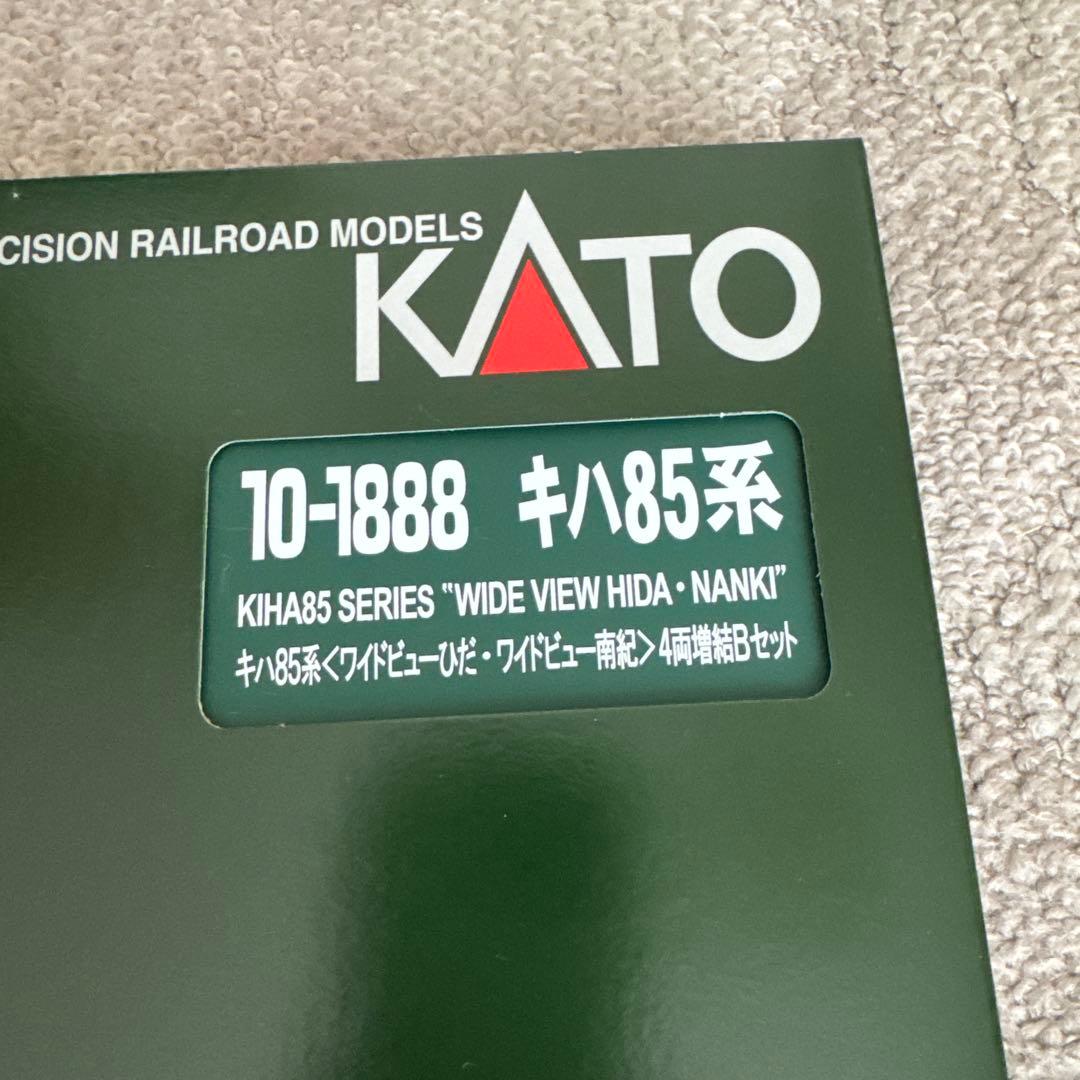 CISION RAILROAD MODELS
KATO
10-1888 キハ85系
KIHA85 SERIES "WIDE VIEW HIDA・NANKI"
キハ85系<ワイドビューひだ・ワイドビュー南紀>4両増結Bセット